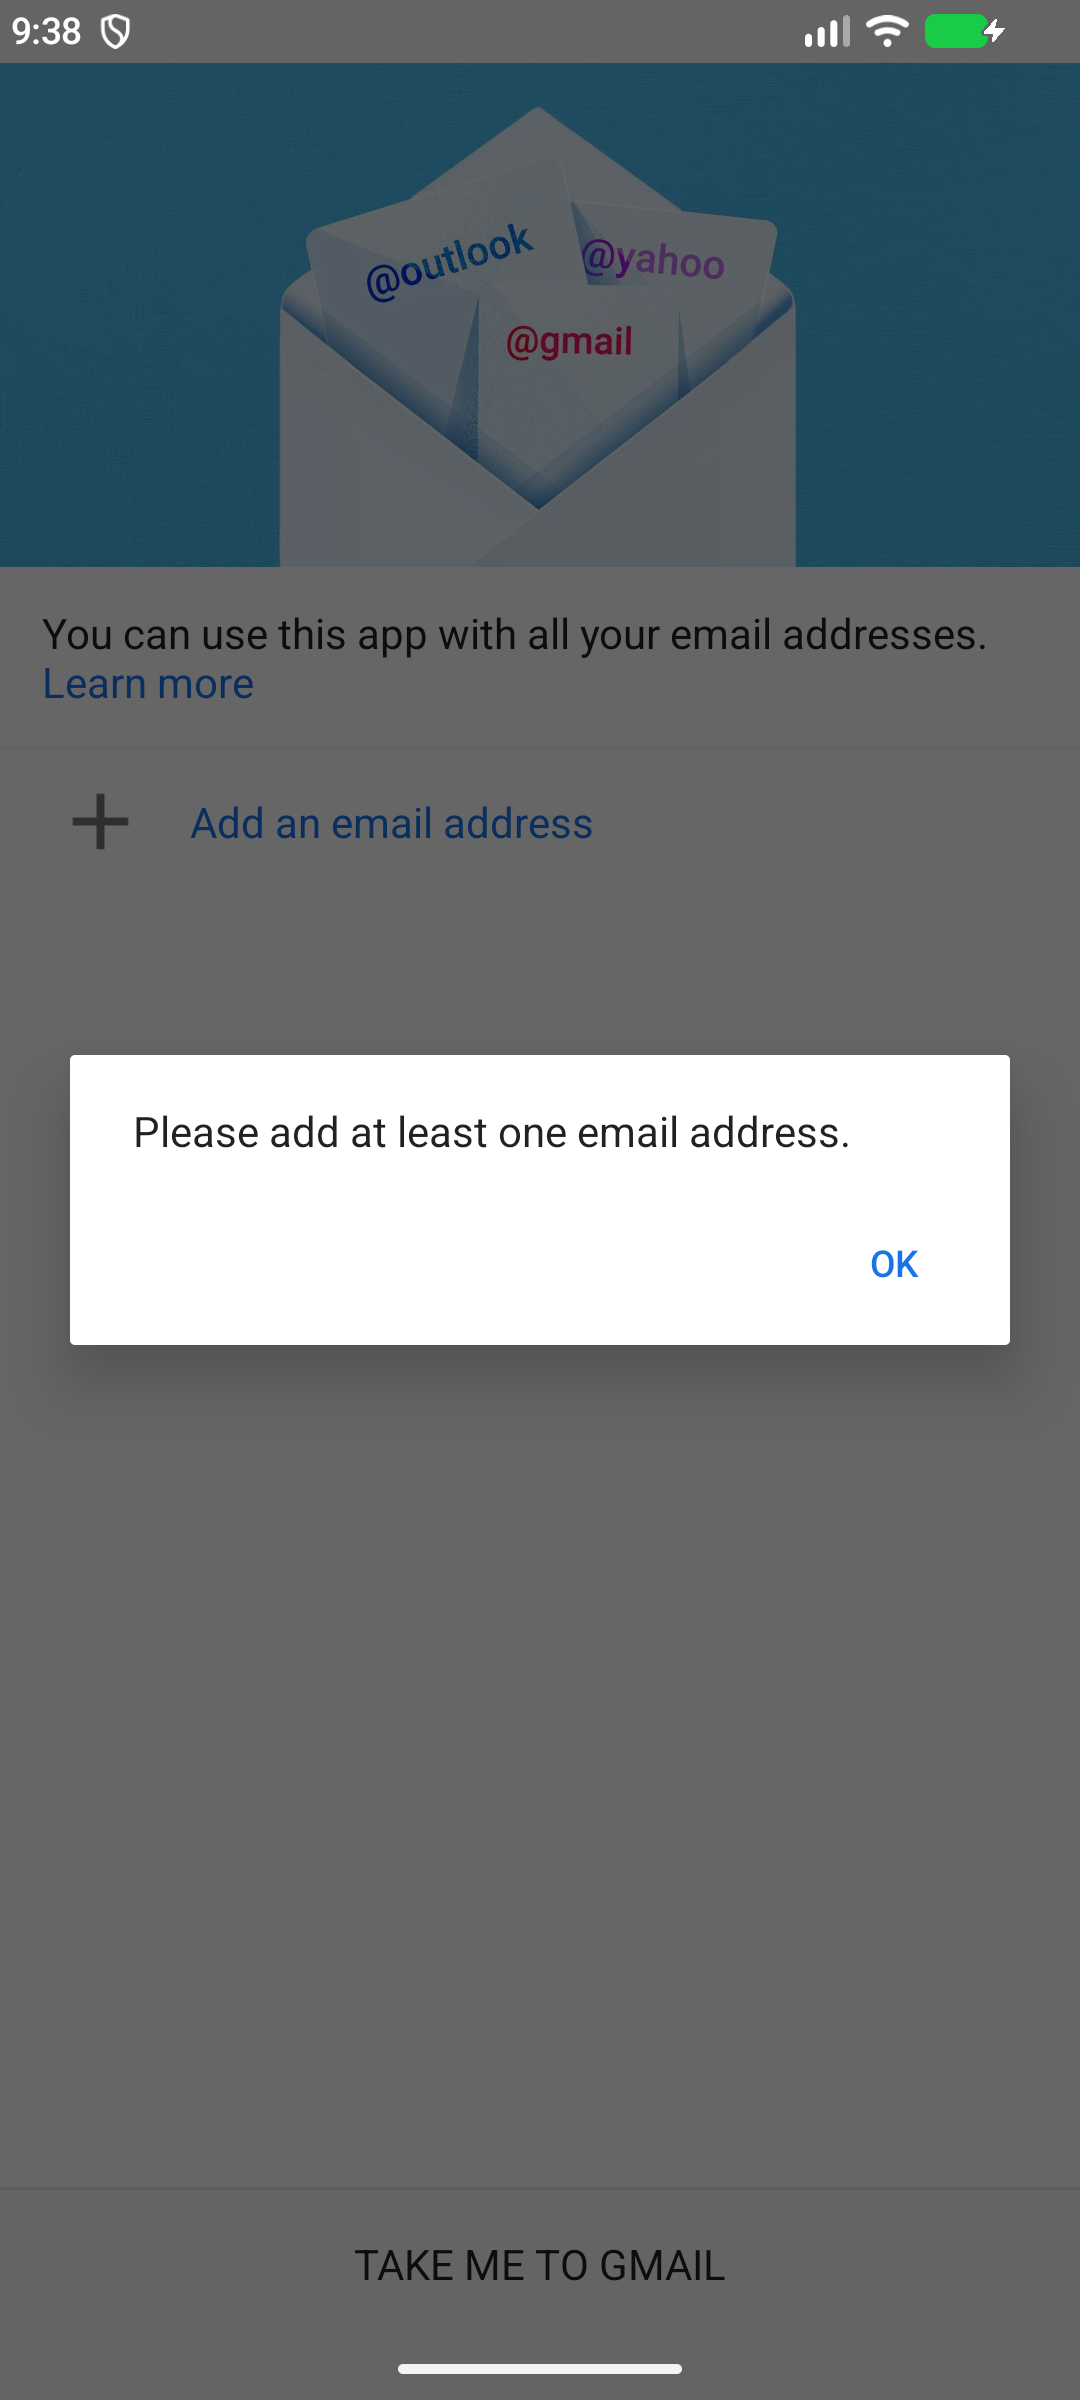 9:38
@outlook
@yahoo
@gmail
You can use this app with all your email addresses.
Learn more
Add an email address
Please add at least one email address.
OK
TAKE ME TO GMAIL